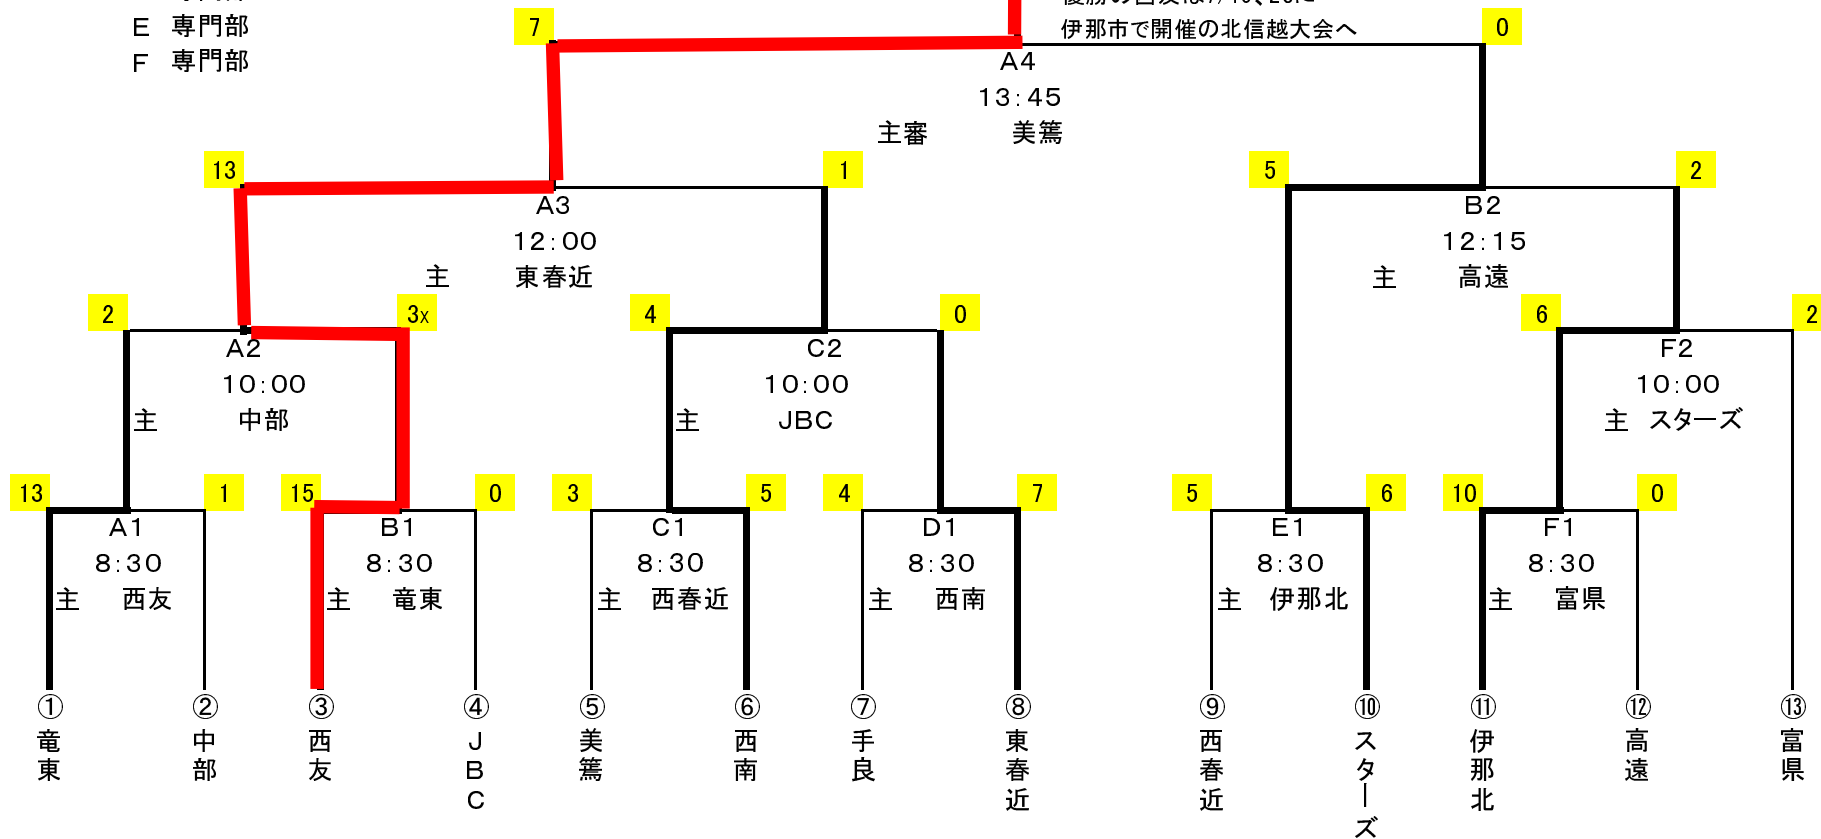 E 専門部
F 専門部
伊那市で開催の北信越大会へ
7
0
A4
13:45
主審 美篶
13
1
5
2
A3
12:00
主 東春近
B2
12:15
主 高遠
2
3x
4
0
6
2
A2
10:00
主 中部
C2
10:00
主 JBC
F2
10:00
主 スターズ
13
1
15
0
3
5
4
7
5
6
10
0
A1
8:30
主 西友
B1
8:30
主 竜東
C1
8:30
主 西春近
D1
8:30
主 西南
E1
8:30
主 伊那北
F1
8:30
主 富県
① 竜東
② 中部
③ 西友
④ JBC
⑤ 美篶
⑥ 西南
⑦ 手良
⑧ 東春近
⑨ 西春近
⑩ スターズ
⑪ 伊那北
⑫ 高遠
⑬ 富県